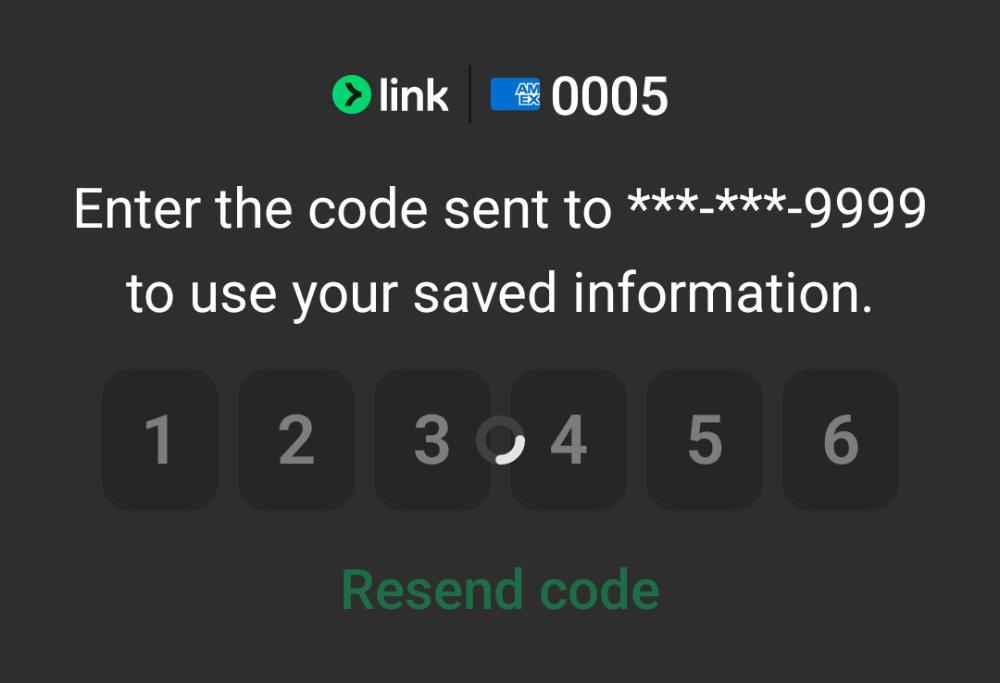 link | AM EX 0005
Enter the code sent to ***-***-9999
to use your saved information.
1 2 3 4 5 6
Resend code